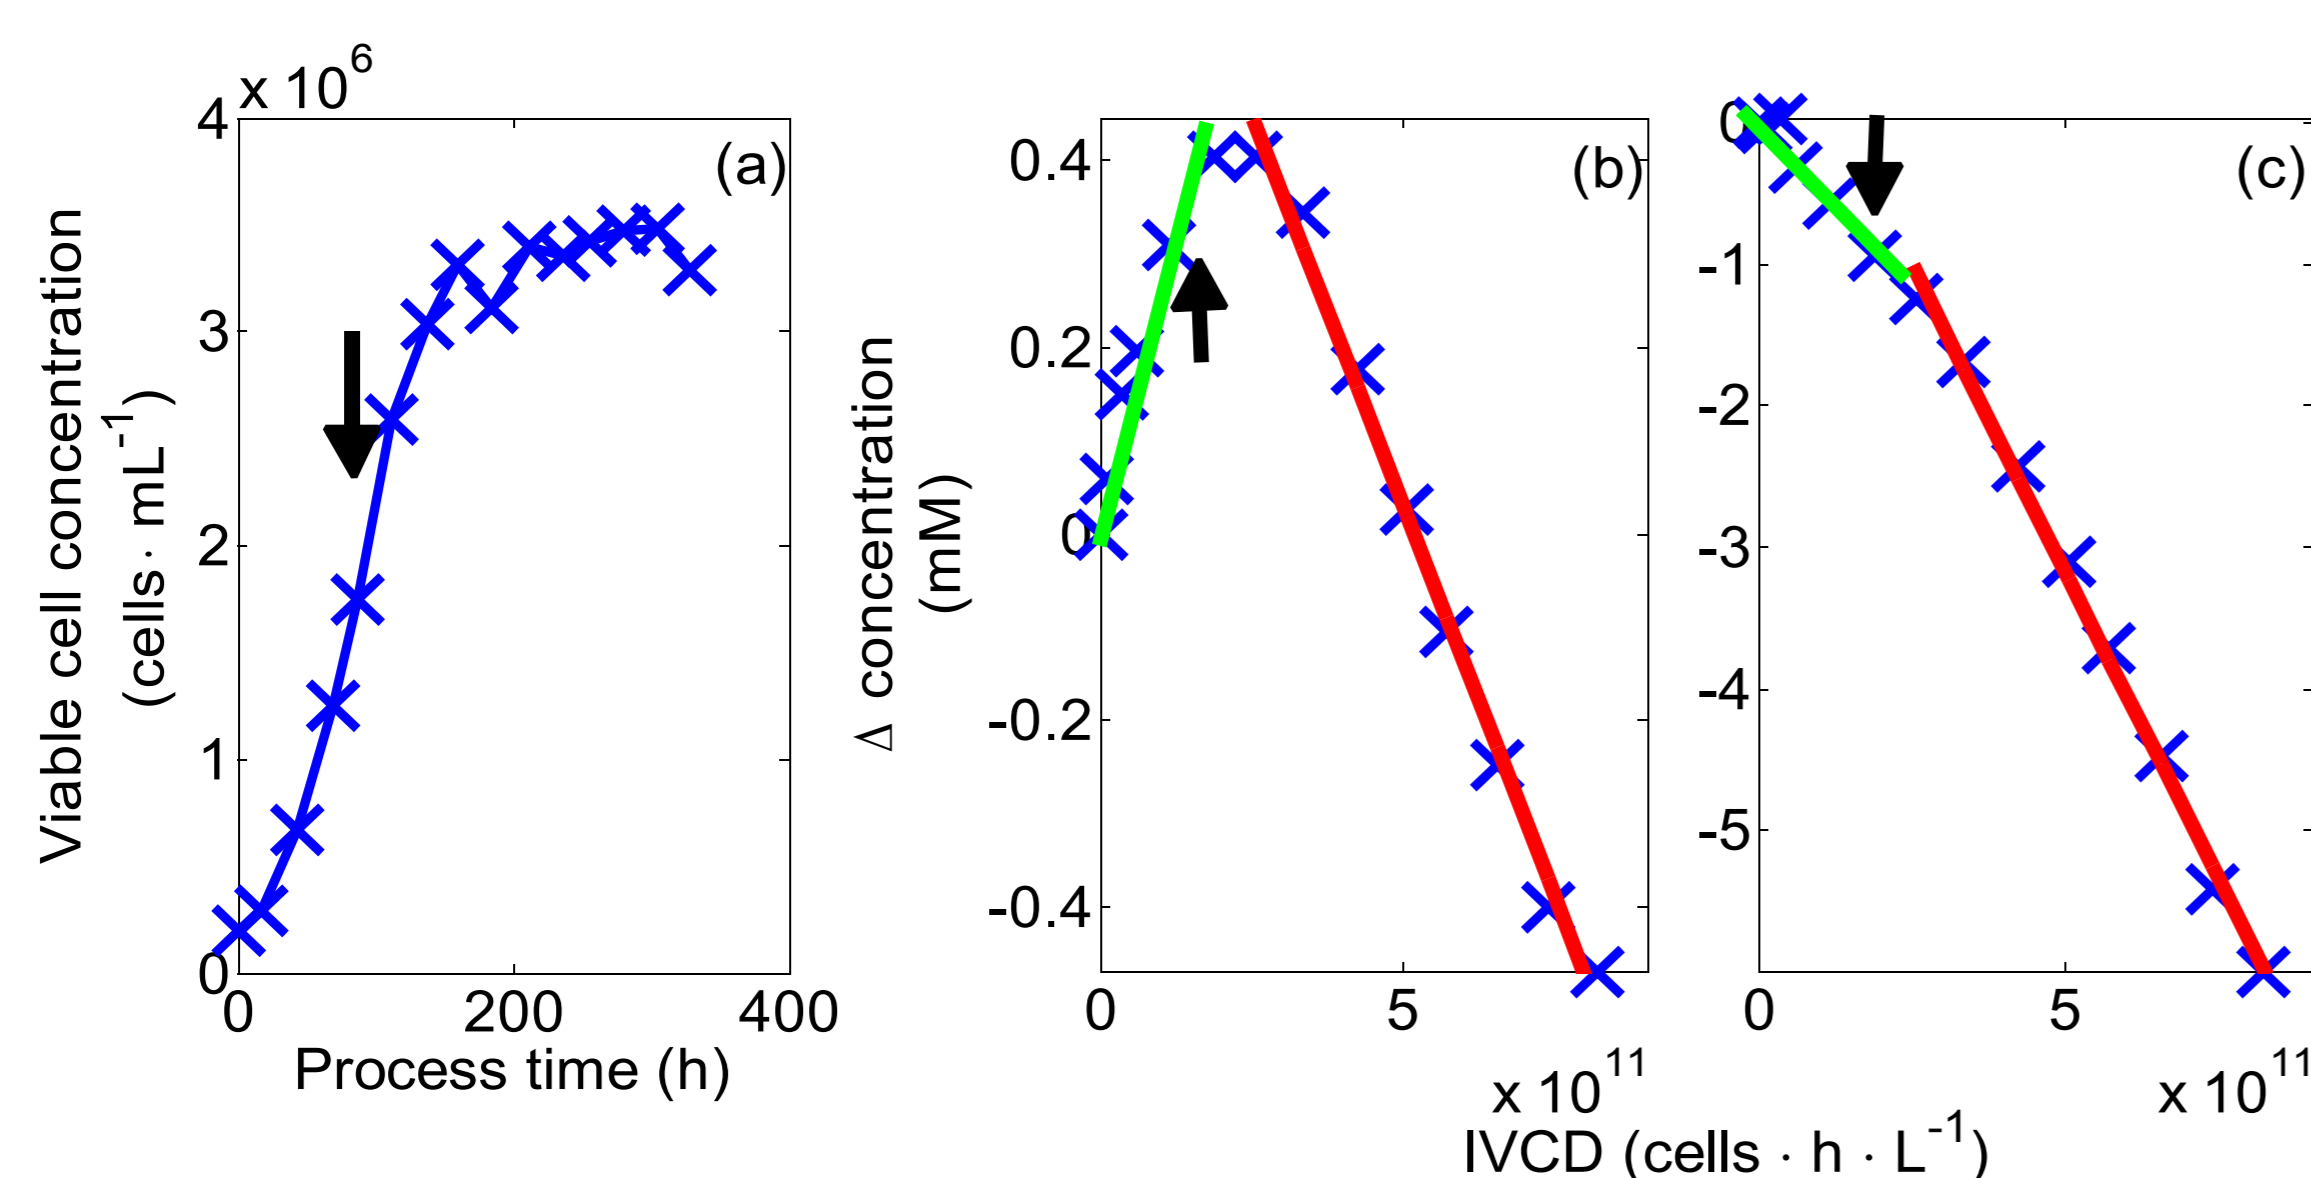 x 10^6
4
3
2
1
0
0 200 400
Process time (h)
Viable cell concentration
(cells · mL^-1)
(a)
0.4
0.2
0
-0.2
-0.4
0 5
x 10^11
Δ concentration
(mM)
(b)
0
-1
-2
-3
-4
-5
0 5
x 10^11
(c)
IVCD (cells · h · L^-1)